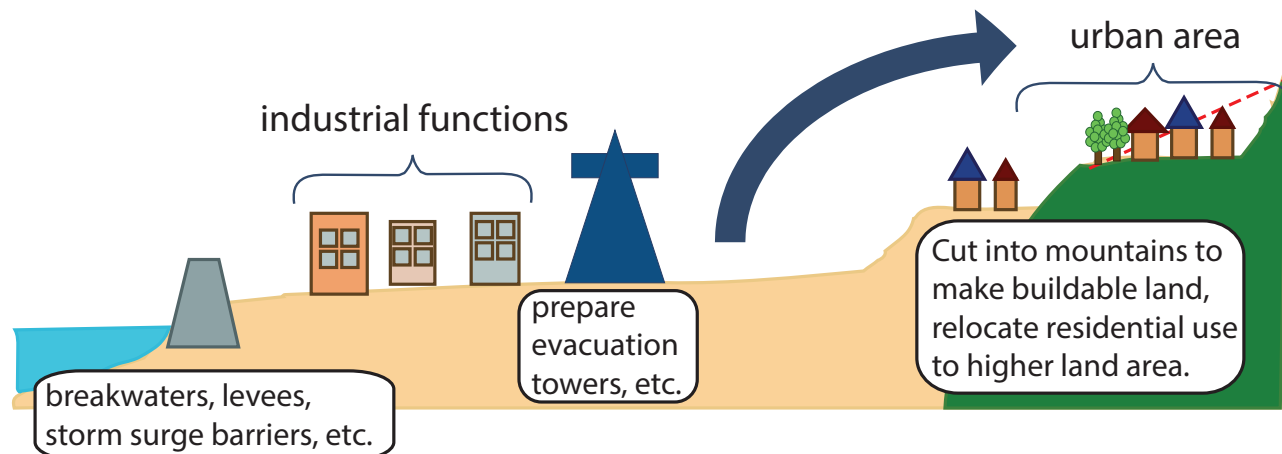 urban area
industrial functions
Cut into mountains to
make buildable land,
relocate residential use
to higher land area.
prepare
evacuation
towers, etc.
breakwaters, levees,
storm surge barriers, etc.